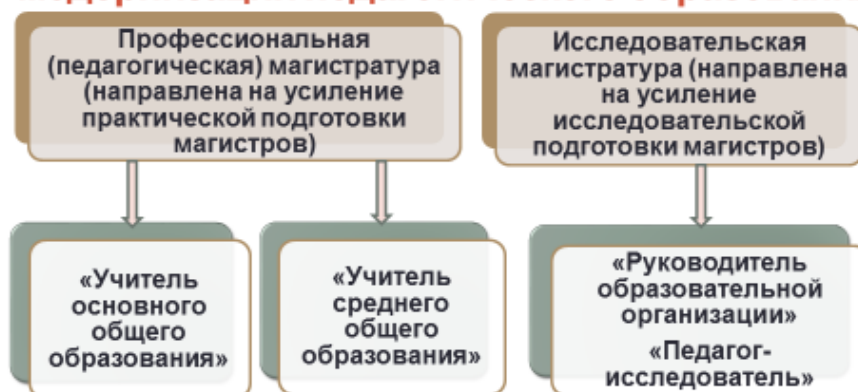 Профессиональная
(педагогическая) магистратура
(направлена на усиление
практической подготовки
магистров)
Исследовательская
магистратура (направлена
на усиление
исследовательской
подготовки магистров)
«Учитель
основного
общего
образования»
«Учитель
среднего
общего
образования»
«Руководитель
образовательной
организации»
«Педагог-
исследователь»